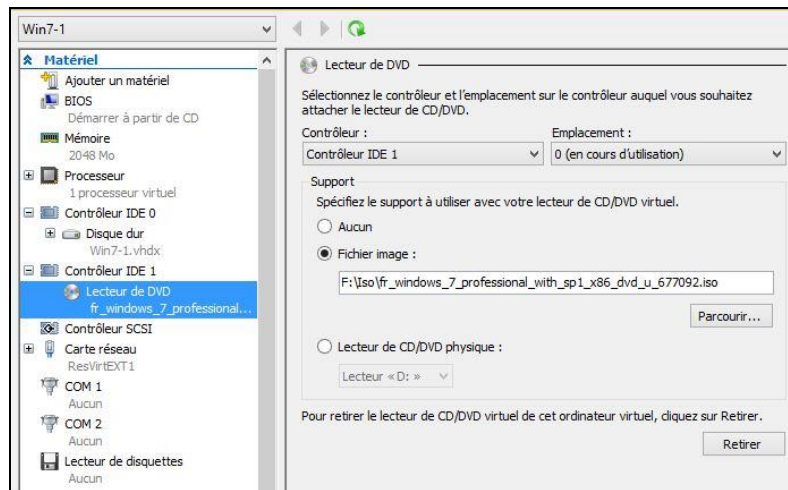 Win7-1
Matériel
Ajouter un matériel
BIOS
Démarrer à partir de CD
Mémoire
2048 Mo
Processeur
1 processeur virtuel
Contrôleur IDE 0
Disque dur
Win7-1.vhdx
Contrôleur IDE 1
Lecteur de DVD
fr_windows_7_professional...
Contrôleur SCSI
Carte réseau
ResVirtEXT1
COM 1
Aucun
COM 2
Aucun
Lecteur de disquettes
Aucun
Lecteur de DVD
Sélectionnez le contrôleur et l'emplacement sur le contrôleur auquel vous souhaitez
attacher le lecteur de CD/DVD.
Contrôleur : Emplacement :
Contrôleur IDE 1 0 (en cours d'utilisation)
Support
Spécifiez le support à utiliser avec votre lecteur de CD/DVD virtuel.
Aucun
Fichier image :
F:\Iso\fr_windows_7_professional_with_sp1_x86_dvd_u_677092.iso
Parcourir...
Lecteur de CD/DVD physique :
Lecteur « D: »
Pour retirer le lecteur de CD/DVD virtuel de cet ordinateur virtuel, cliquez sur Retirer.
Retirer